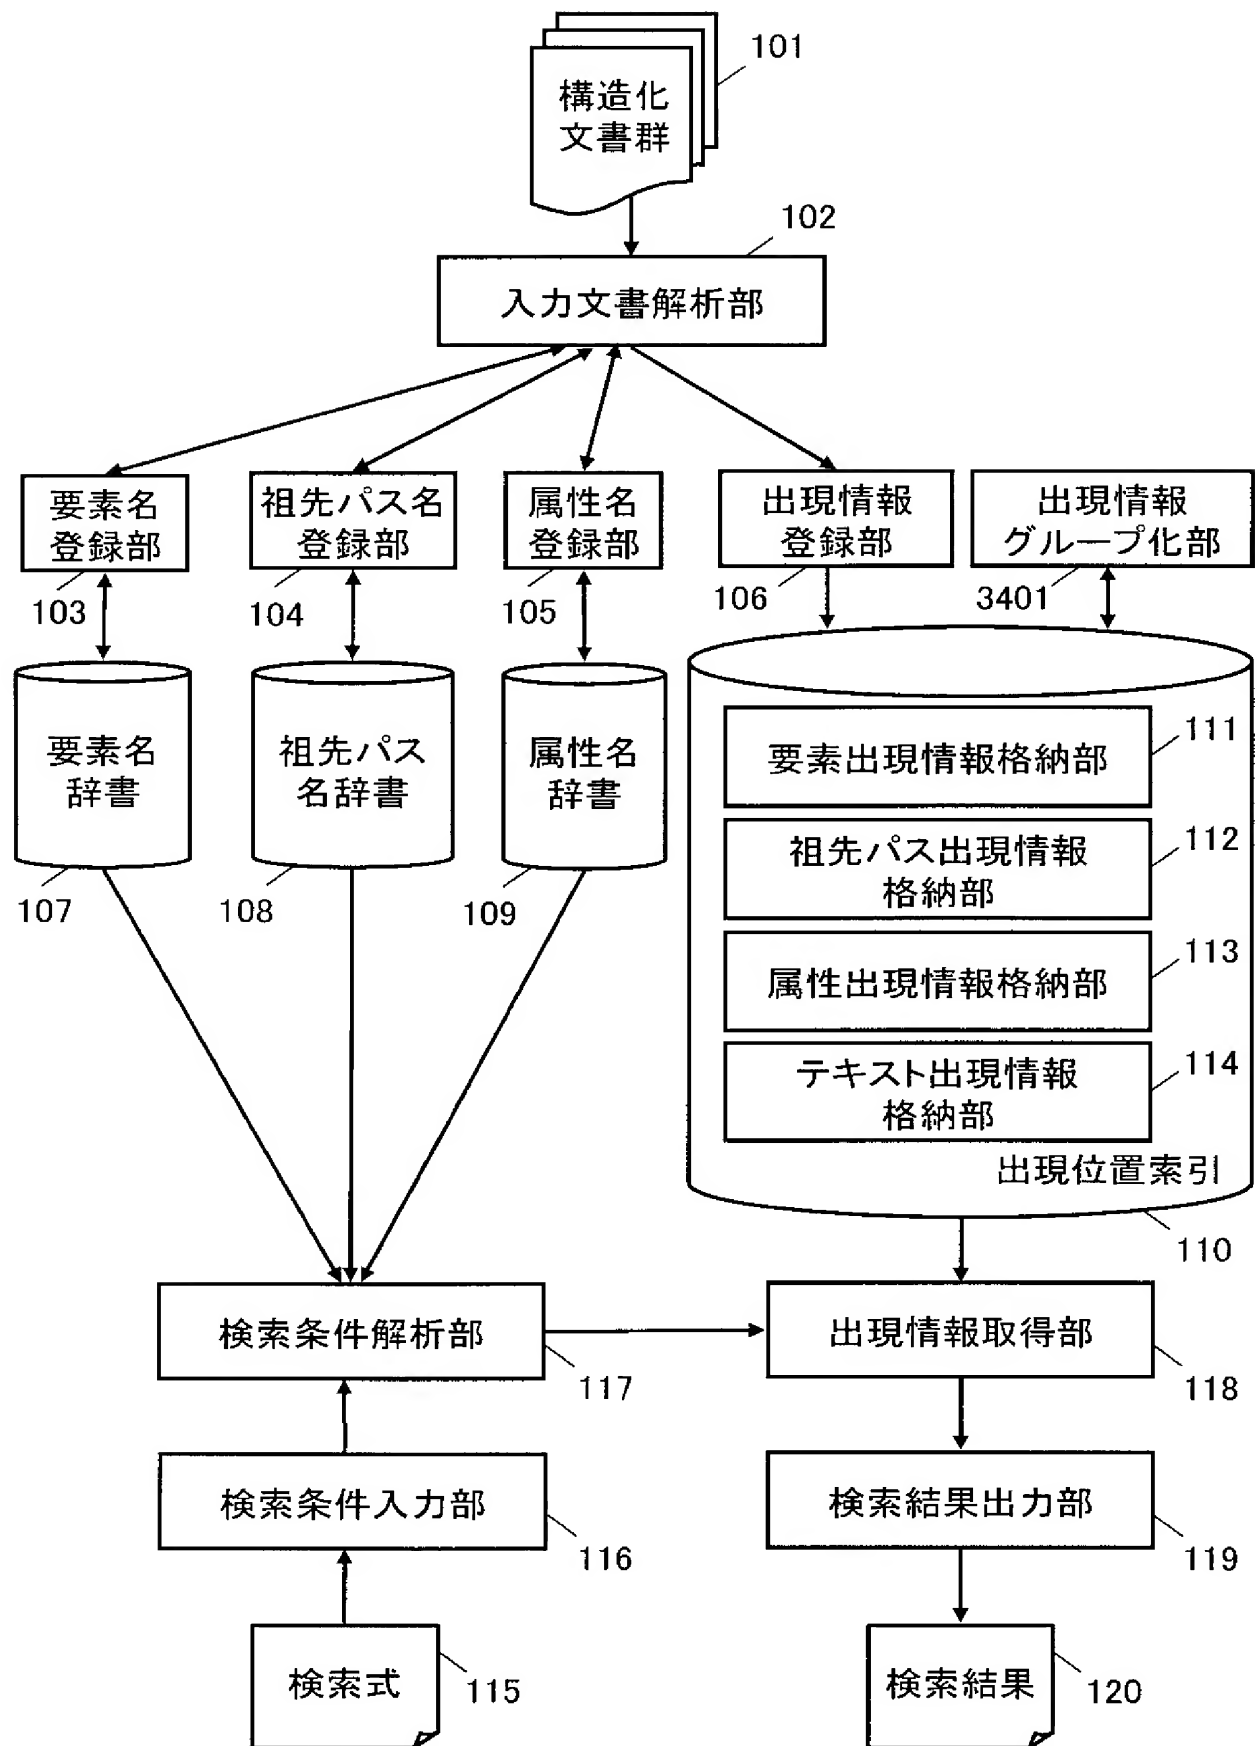 構造化
文書群
101
102
入力文書解析部
要素名
登録部
103
祖先パス名
登録部
104
属性名
登録部
105
出現情報
登録部
106
出現情報
グループ化部
3401
要素名
辞書
107
祖先パス
名辞書
108
属性名
辞書
109
要素出現情報格納部
111
祖先パス出現情報
格納部
112
属性出現情報格納部
113
テキスト出現情報
格納部
114
出現位置索引
110
検索条件解析部
117
出現情報取得部
118
検索条件入力部
116
検索結果出力部
119
検索式
115
検索結果
120